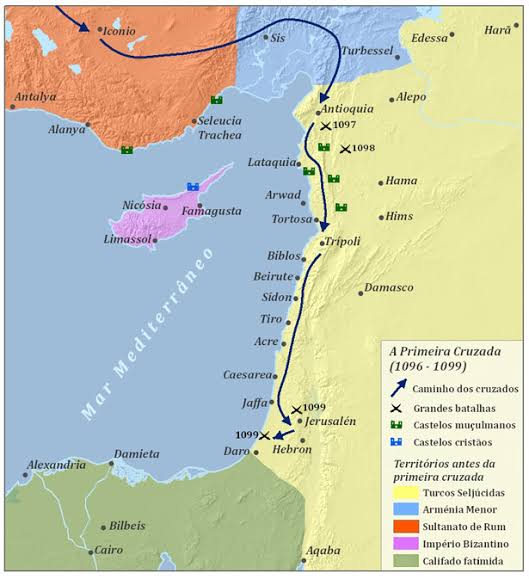 Iconio
Sis
Turbessel
Edessa
Harã
Antalya
Alanya
Seleucia
Trachea
Antioquia
Alepo
1097
1098
Lataquia
Hama
Arwad
Hims
Tortosa
Nicósia
Famagusta
Limassol
Trípoli
Biblos
Beirute
Damasco
Sídon
Tiro
Acre
Mar Mediterrâneo
Caesarea
Jaffa
1099
Jerusalén
1099
Hebron
Daro
Alexandria
Damieta
Bilbeis
Cairo
Aqaba
A Primeira Cruzada
(1096 - 1099)
Caminho dos cruzados
Grandes batalhas
Castelos muçulmanos
Castelos cristãos
Territórios antes da
primeira cruzada
Turcos Seljúcidas
Arménia Menor
Sultanato de Rum
Império Bizantino
Califado fatimida